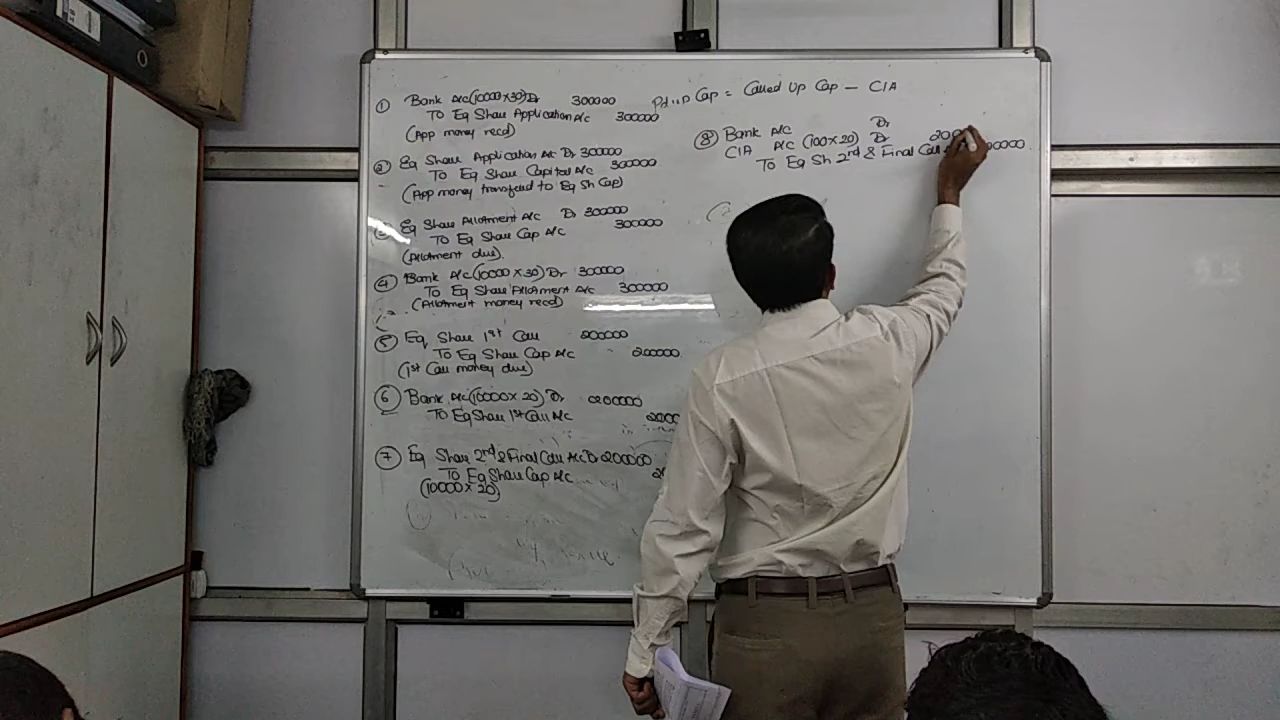 ① Bank A/c (10000 x 30) Dr 300000
To Eq Share Application A/c 300000
(App money recd)
② Eq Share Application A/c Dr 300000
To Eq Share Capital A/c 300000
(App money transferd to Eq Sh Cap)
Eq Share Allotment A/c Dr 300000
To Eq Share Cap A/c 300000
(Allotment due)
④ Bank A/c (10000 x 30) Dr 300000
To Eq Share Allotment A/c 300000
(Allotment money recd)
⑤ Eq Share 1st Call 200000
To Eq Share Cap A/c 200000
(1st Call money due)
⑥ Bank A/c (10000 x 20) Dr 200000
To Eq Share 1st Call A/c 2000
⑦ Eq Share 2nd & Final Call A/c Dr 200000
To Eq Share Cap A/c
(10000 x 20)
Cap = Called Up Cap - CIA
⑧ Bank A/c Dr
CIA A/c (100 x 20) Dr 200
To Eq Sh 2nd & Final Call